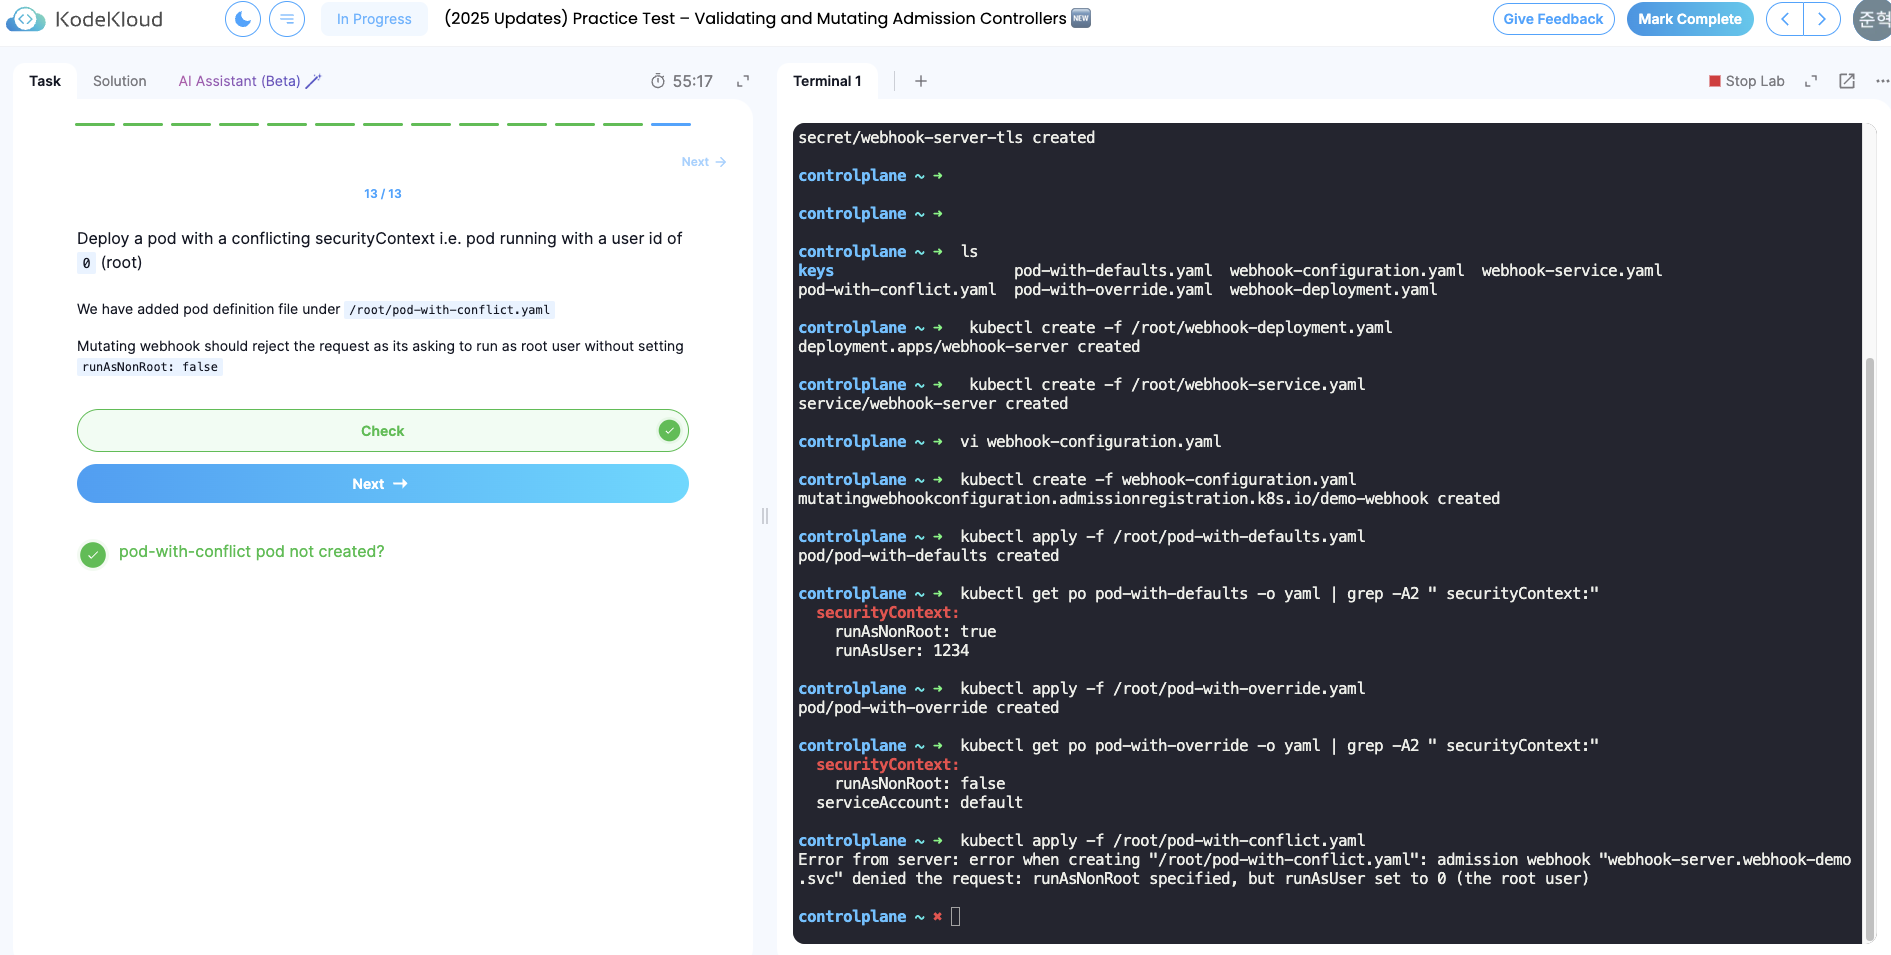 KodeKloud
In Progress
(2025 Updates) Practice Test – Validating and Mutating Admission Controllers NEW
Give Feedback
Mark Complete
준혁
Task
Solution
AI Assistant (Beta)
55:17
Next →
13 / 13
Deploy a pod with a conflicting securityContext i.e. pod running with a user id of
0 (root)
We have added pod definition file under /root/pod-with-conflict.yaml
Mutating webhook should reject the request as its asking to run as root user without setting
runAsNonRoot: false
Check
Next →
pod-with-conflict pod not created?
Terminal 1
+
Stop Lab
secret/webhook-server-tls created
controlplane ~ ➜
controlplane ~ ➜
controlplane ~ ➜  ls
keys                    pod-with-defaults.yaml  webhook-configuration.yaml  webhook-service.yaml
pod-with-conflict.yaml  pod-with-override.yaml  webhook-deployment.yaml
controlplane ~ ➜   kubectl create -f /root/webhook-deployment.yaml
deployment.apps/webhook-server created
controlplane ~ ➜   kubectl create -f /root/webhook-service.yaml
service/webhook-server created
controlplane ~ ➜  vi webhook-configuration.yaml
controlplane ~ ➜  kubectl create -f webhook-configuration.yaml
mutatingwebhookconfiguration.admissionregistration.k8s.io/demo-webhook created
controlplane ~ ➜  kubectl apply -f /root/pod-with-defaults.yaml
pod/pod-with-defaults created
controlplane ~ ➜  kubectl get po pod-with-defaults -o yaml | grep -A2 " securityContext:"
  securityContext:
    runAsNonRoot: true
    runAsUser: 1234
controlplane ~ ➜  kubectl apply -f /root/pod-with-override.yaml
pod/pod-with-override created
controlplane ~ ➜  kubectl get po pod-with-override -o yaml | grep -A2 " securityContext:"
  securityContext:
    runAsNonRoot: false
  serviceAccount: default
controlplane ~ ➜  kubectl apply -f /root/pod-with-conflict.yaml
Error from server: error when creating "/root/pod-with-conflict.yaml": admission webhook "webhook-server.webhook-demo
.svc" denied the request: runAsNonRoot specified, but runAsUser set to 0 (the root user)
controlplane ~ ✖